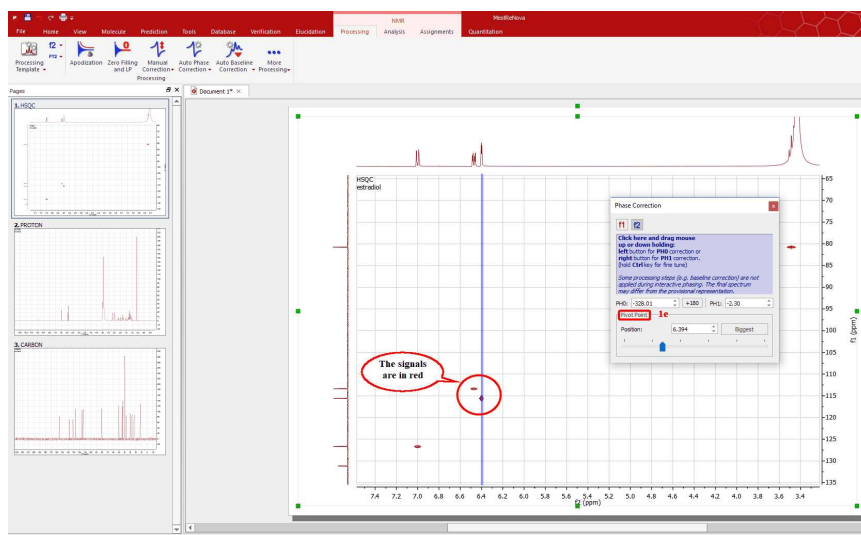 NMR
MestReNova
File Home View Molecule Prediction Tools Database Verification Elucidation Processing Analysis Assignments Quantitation
Processing Template
f2
FT2
Apodization
Zero Filling and LP
Manual Correction
Auto Phase Correction
Auto Baseline Correction
More Processing
Processing
Pages
Document 1*
1. HSQC
2. PROTON
3. CARBON
HSQC
estradiol
Phase Correction
f1 f2
Click here and drag mouse
up or down holding:
left button for PH0 correction or
right button for PH1 correction.
(hold Ctrl key for fine tune)
Some processing steps (e.g. baseline correction) are not
applied during interactive phasing. The final spectrum
may differ from the provisional representation.
PH0: -328.01 +180 PH1: -2.30
Pivot Point 1e
Position: 6.394 Biggest
The signals
are in red
65
70
75
80
85
90
95
100
105
110
115
120
125
130
135
f1 (ppm)
7.4 7.2 7.0 6.8 6.6 6.4 6.2 6.0 5.8 5.6 5.4 5.2 5.0 4.8 4.6 4.4 4.2 4.0 3.8 3.6 3.4
f2 (ppm)